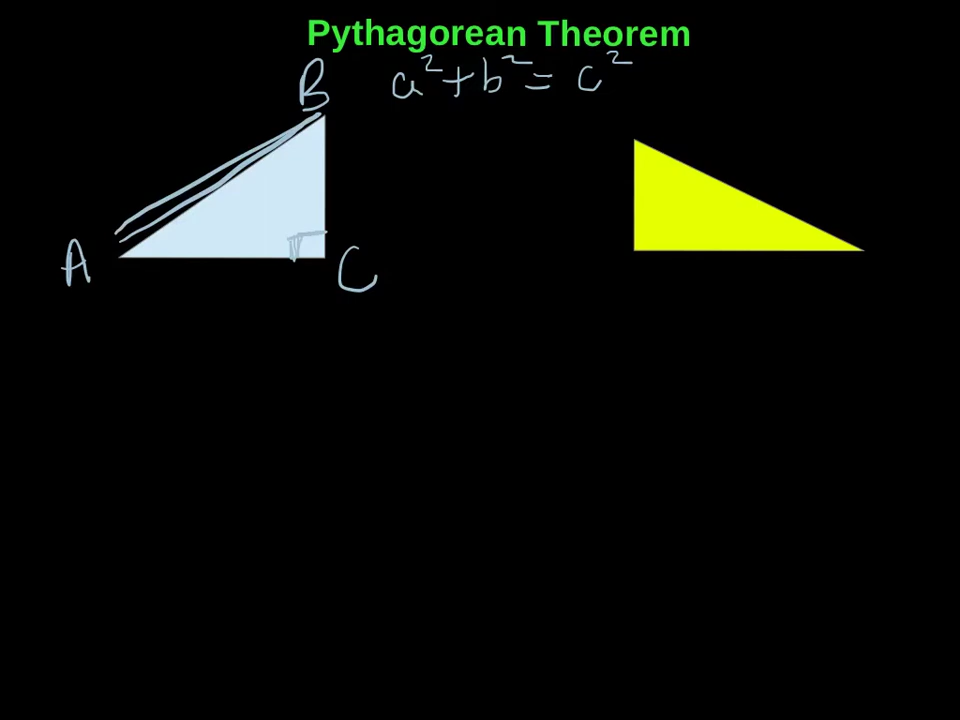 Pythagorean Theorem
a² + b² = c²
B
A
C